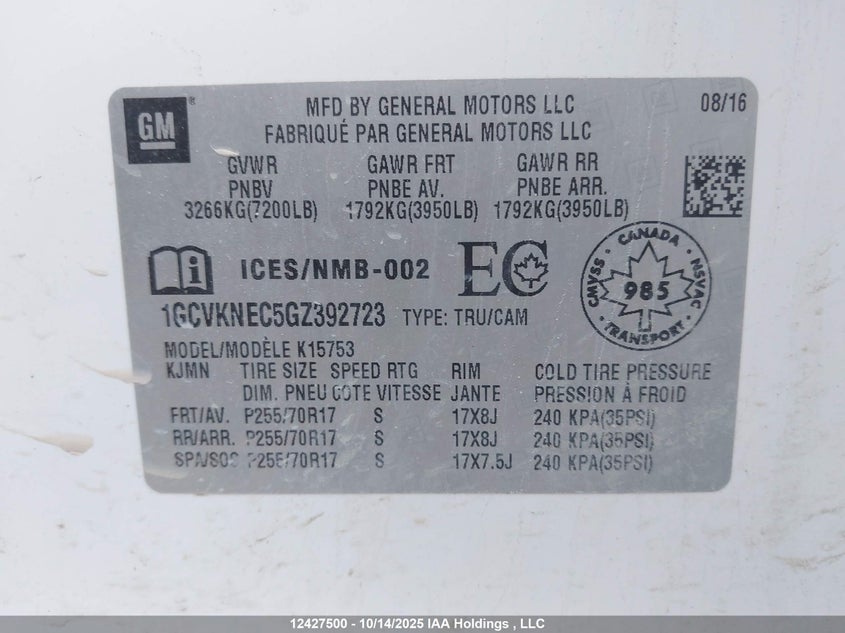 GM ®
MFD BY GENERAL MOTORS LLC 08/16
FABRIQUÉ PAR GENERAL MOTORS LLC
GVWR GAWR FRT GAWR RR
PNBV PNBE AV. PNBE ARR.
3266KG(7200LB) 1792KG(3950LB) 1792KG(3950LB)
i ICES/NMB-002 EC
CANADA
CMVSS 985 NSVAC
TRANSPORT
1GCVKNEC5GZ392723 TYPE: TRU/CAM
MODEL/MODÈLE K15753
KJMN TIRE SIZE SPEED RTG RIM COLD TIRE PRESSURE
DIM. PNEU COTE VITESSE JANTE PRESSION À FROID
FRT/AV. P255/70R17 S 17X8J 240 KPA(35PSI)
RR/ARR. P255/70R17 S 17X8J 240 KPA(35PSI)
SPA/SOS P255/70R17 S 17X7.5J 240 KPA(35PSI)
12427500 - 10/14/2025 IAA Holdings , LLC